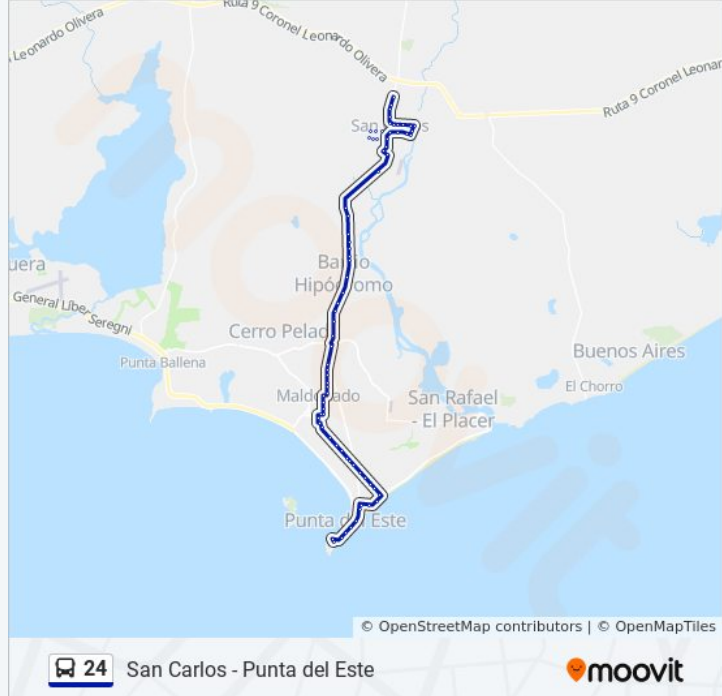 Leonardo Olivera
Ruta 9 Coronel Leonardo Olivera
Ruta 9 Coronel Leonar
San
s
uera
General Líber Seregni
Barrio
Hipódromo
Cerro Pelad
Punta Ballena
Maldonado
Buenos Aires
El Chorro
San Rafael
- El Placer
Punta del Este
© OpenStreetMap contributors | © OpenMapTiles
24 San Carlos - Punta del Este
moovit